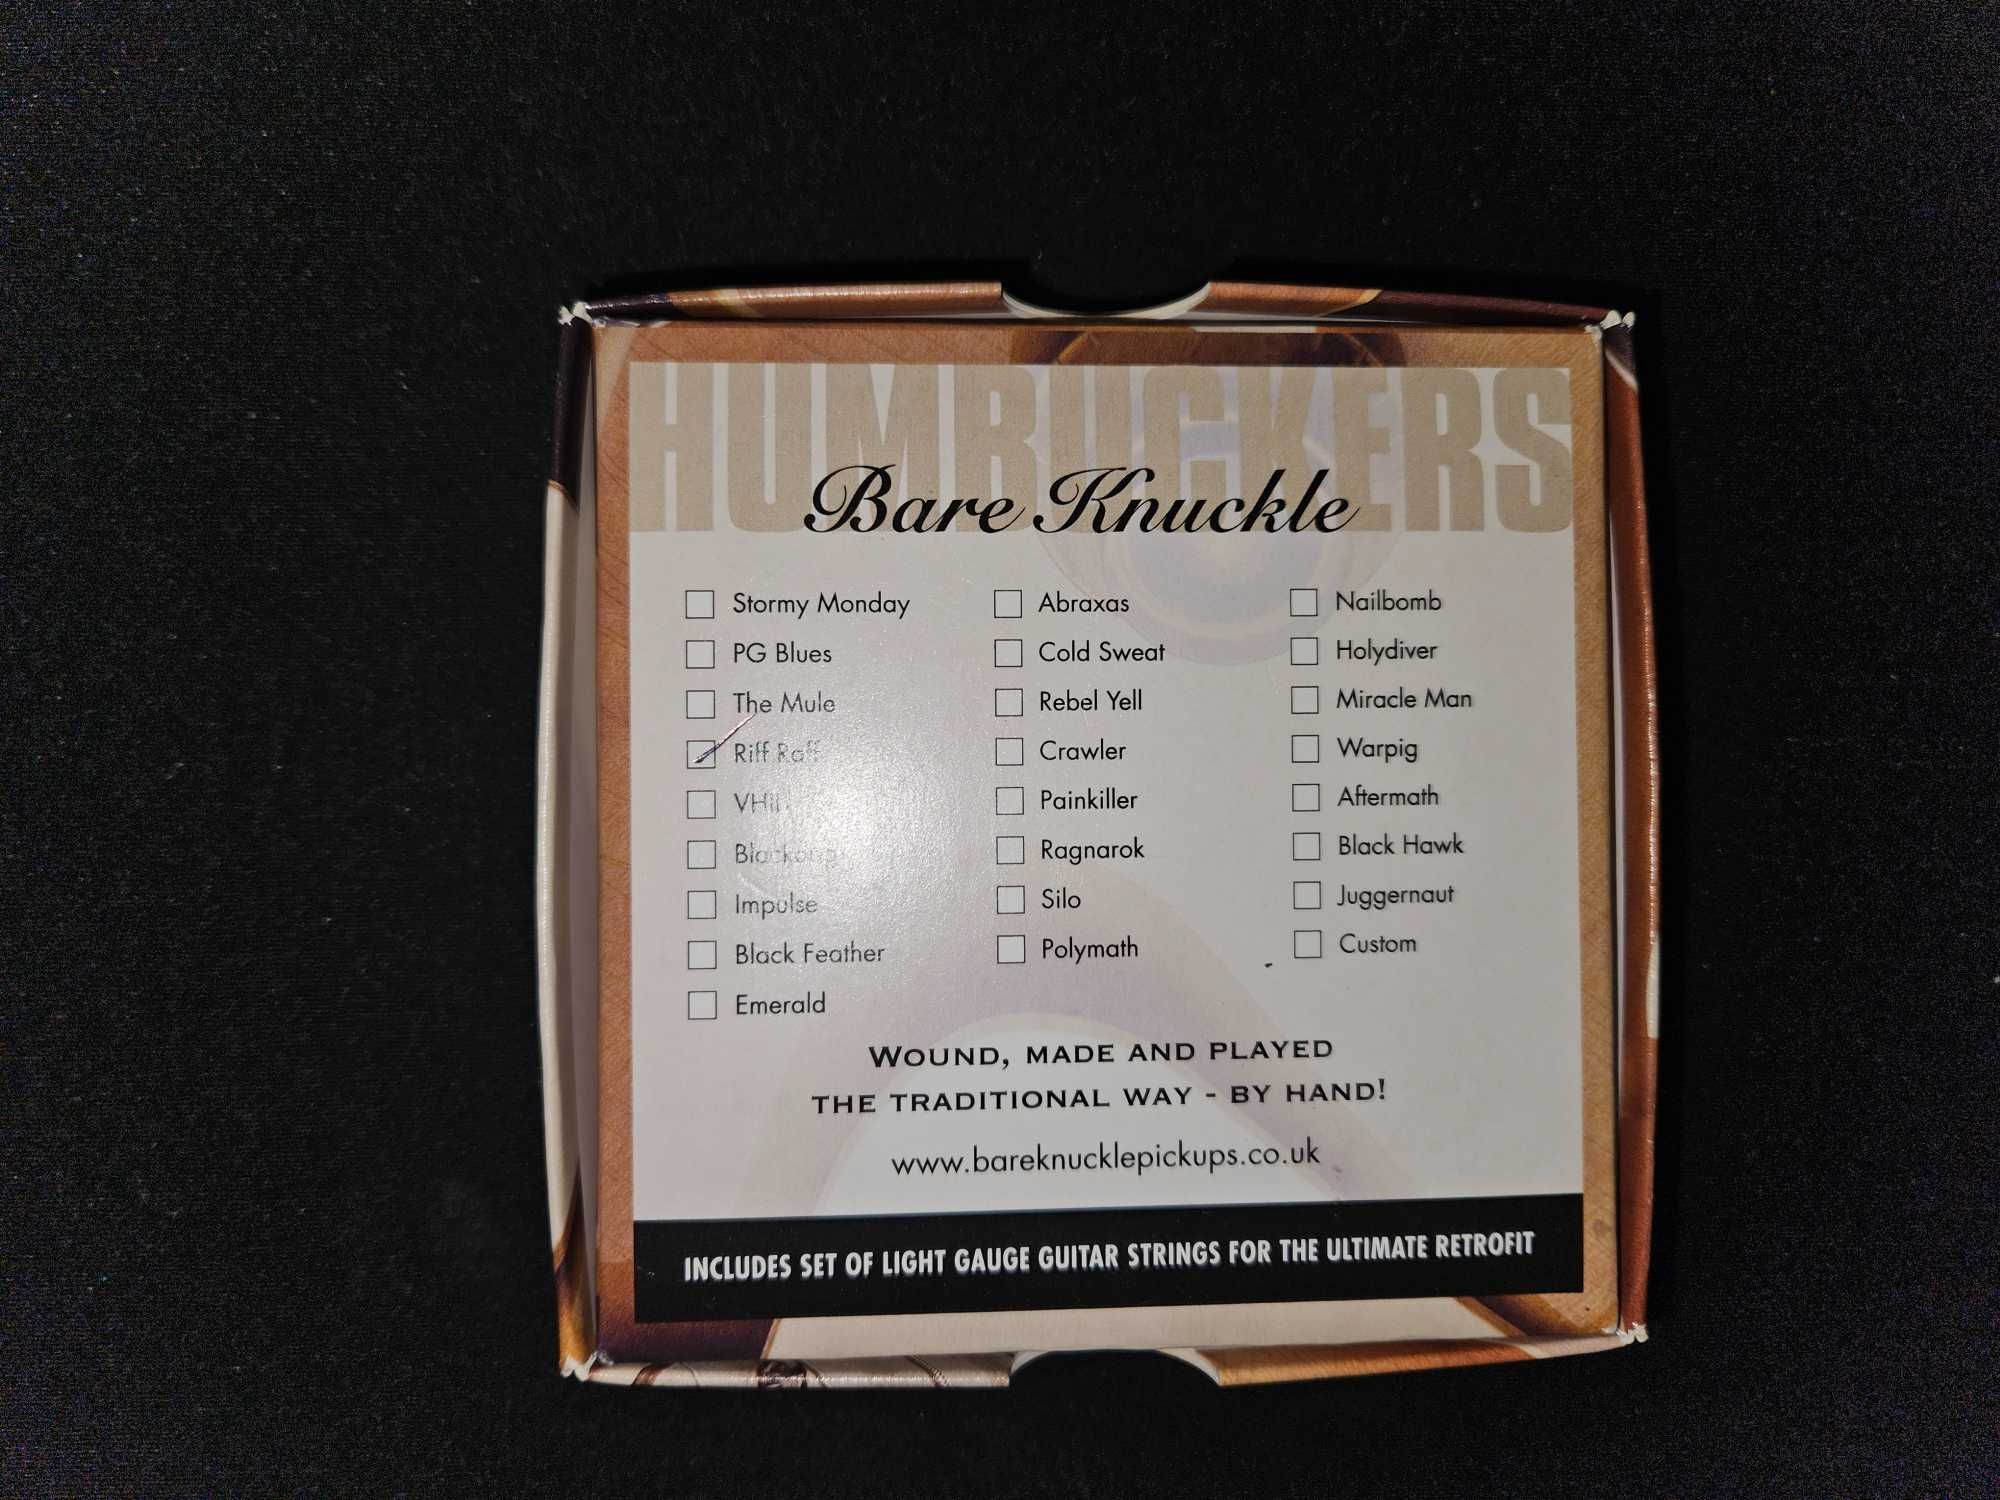 HUMBUCKERS
Bare Knuckle
Stormy Monday
PG Blues
The Mule
Riff Raff
VHII
Impulse
Black Feather
Emerald
Abraxas
Cold Sweat
Rebel Yell
Crawler
Painkiller
Ragnarok
Silo
Polymath
Nailbomb
Holydiver
Miracle Man
Warpig
Aftermath
Black Hawk
Juggernaut
Custom
WOUND, MADE AND PLAYED
THE TRADITIONAL WAY - BY HAND!
www.bareknucklepickups.co.uk
INCLUDES SET OF LIGHT GAUGE GUITAR STRINGS FOR THE ULTIMATE RETROFIT